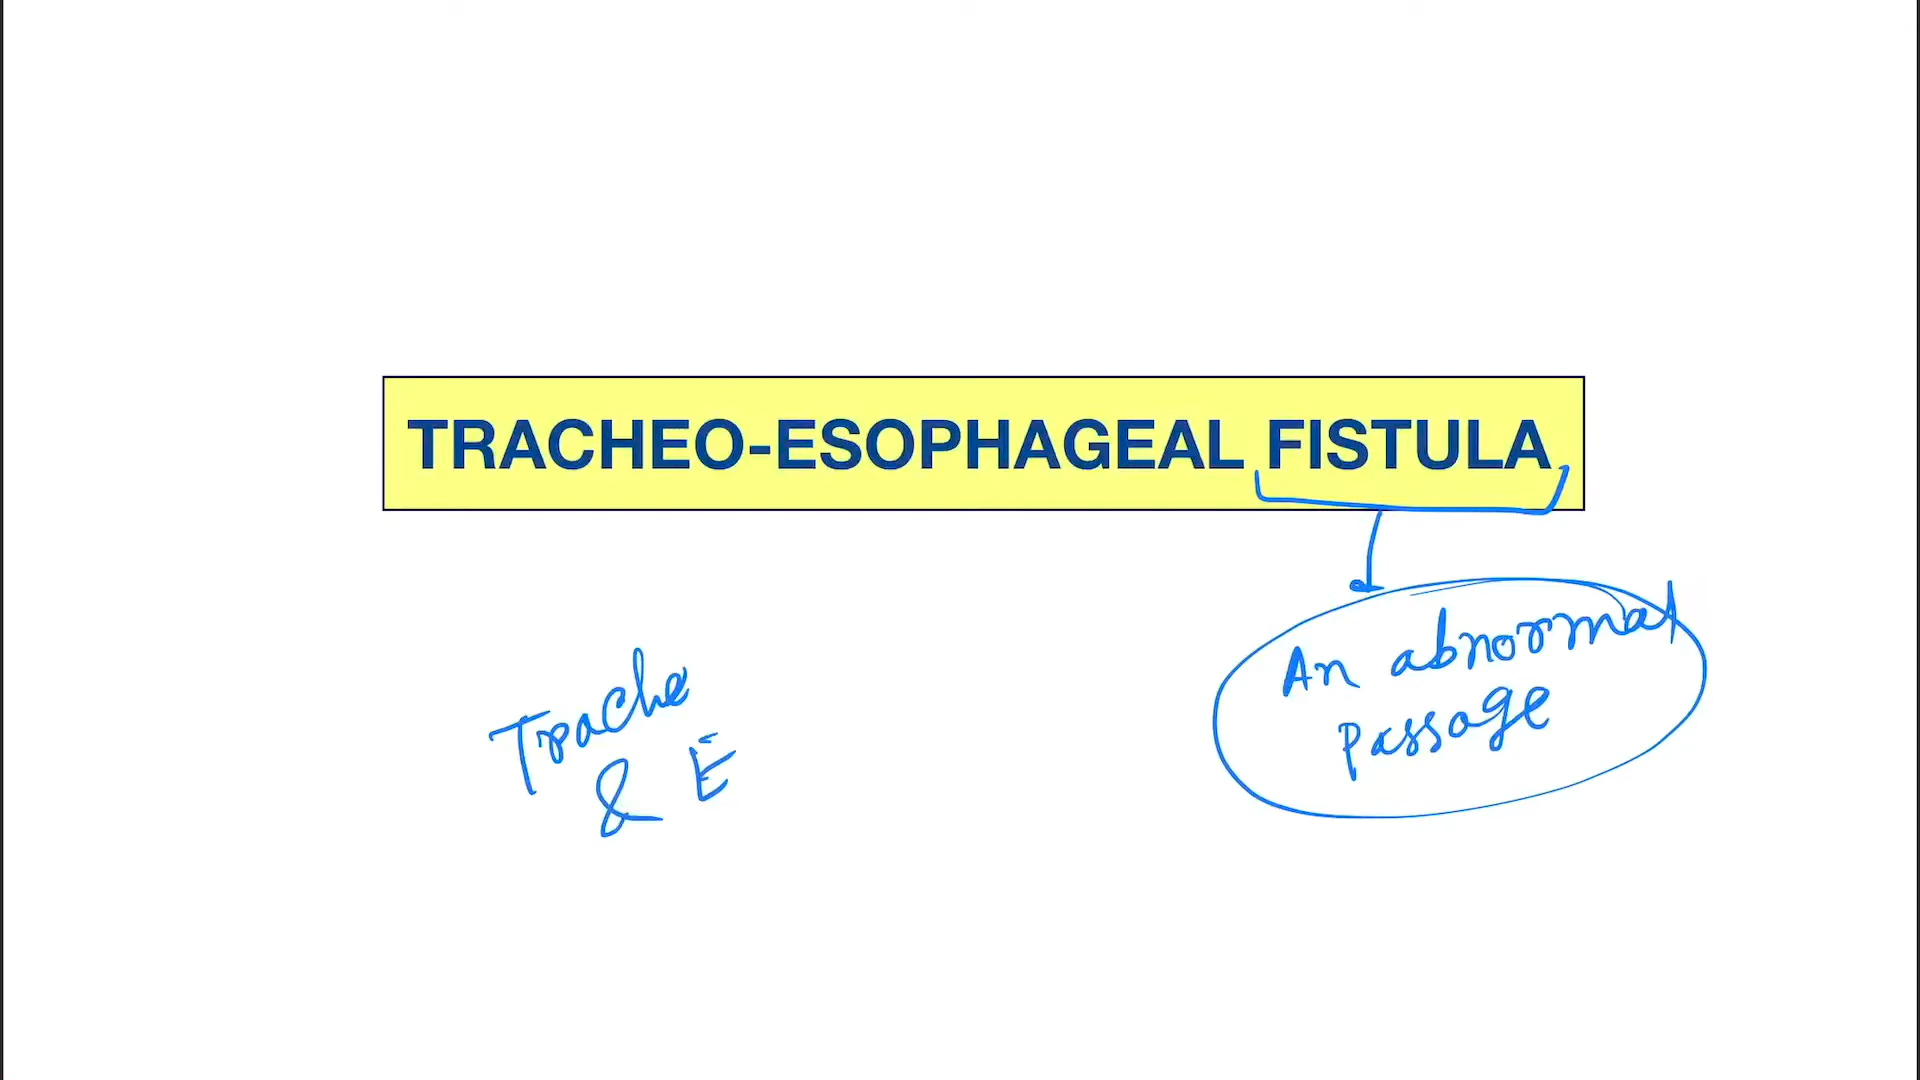 TRACHEO-ESOPHAGEAL FISTULA
An abnormal
passage
Trache
& E